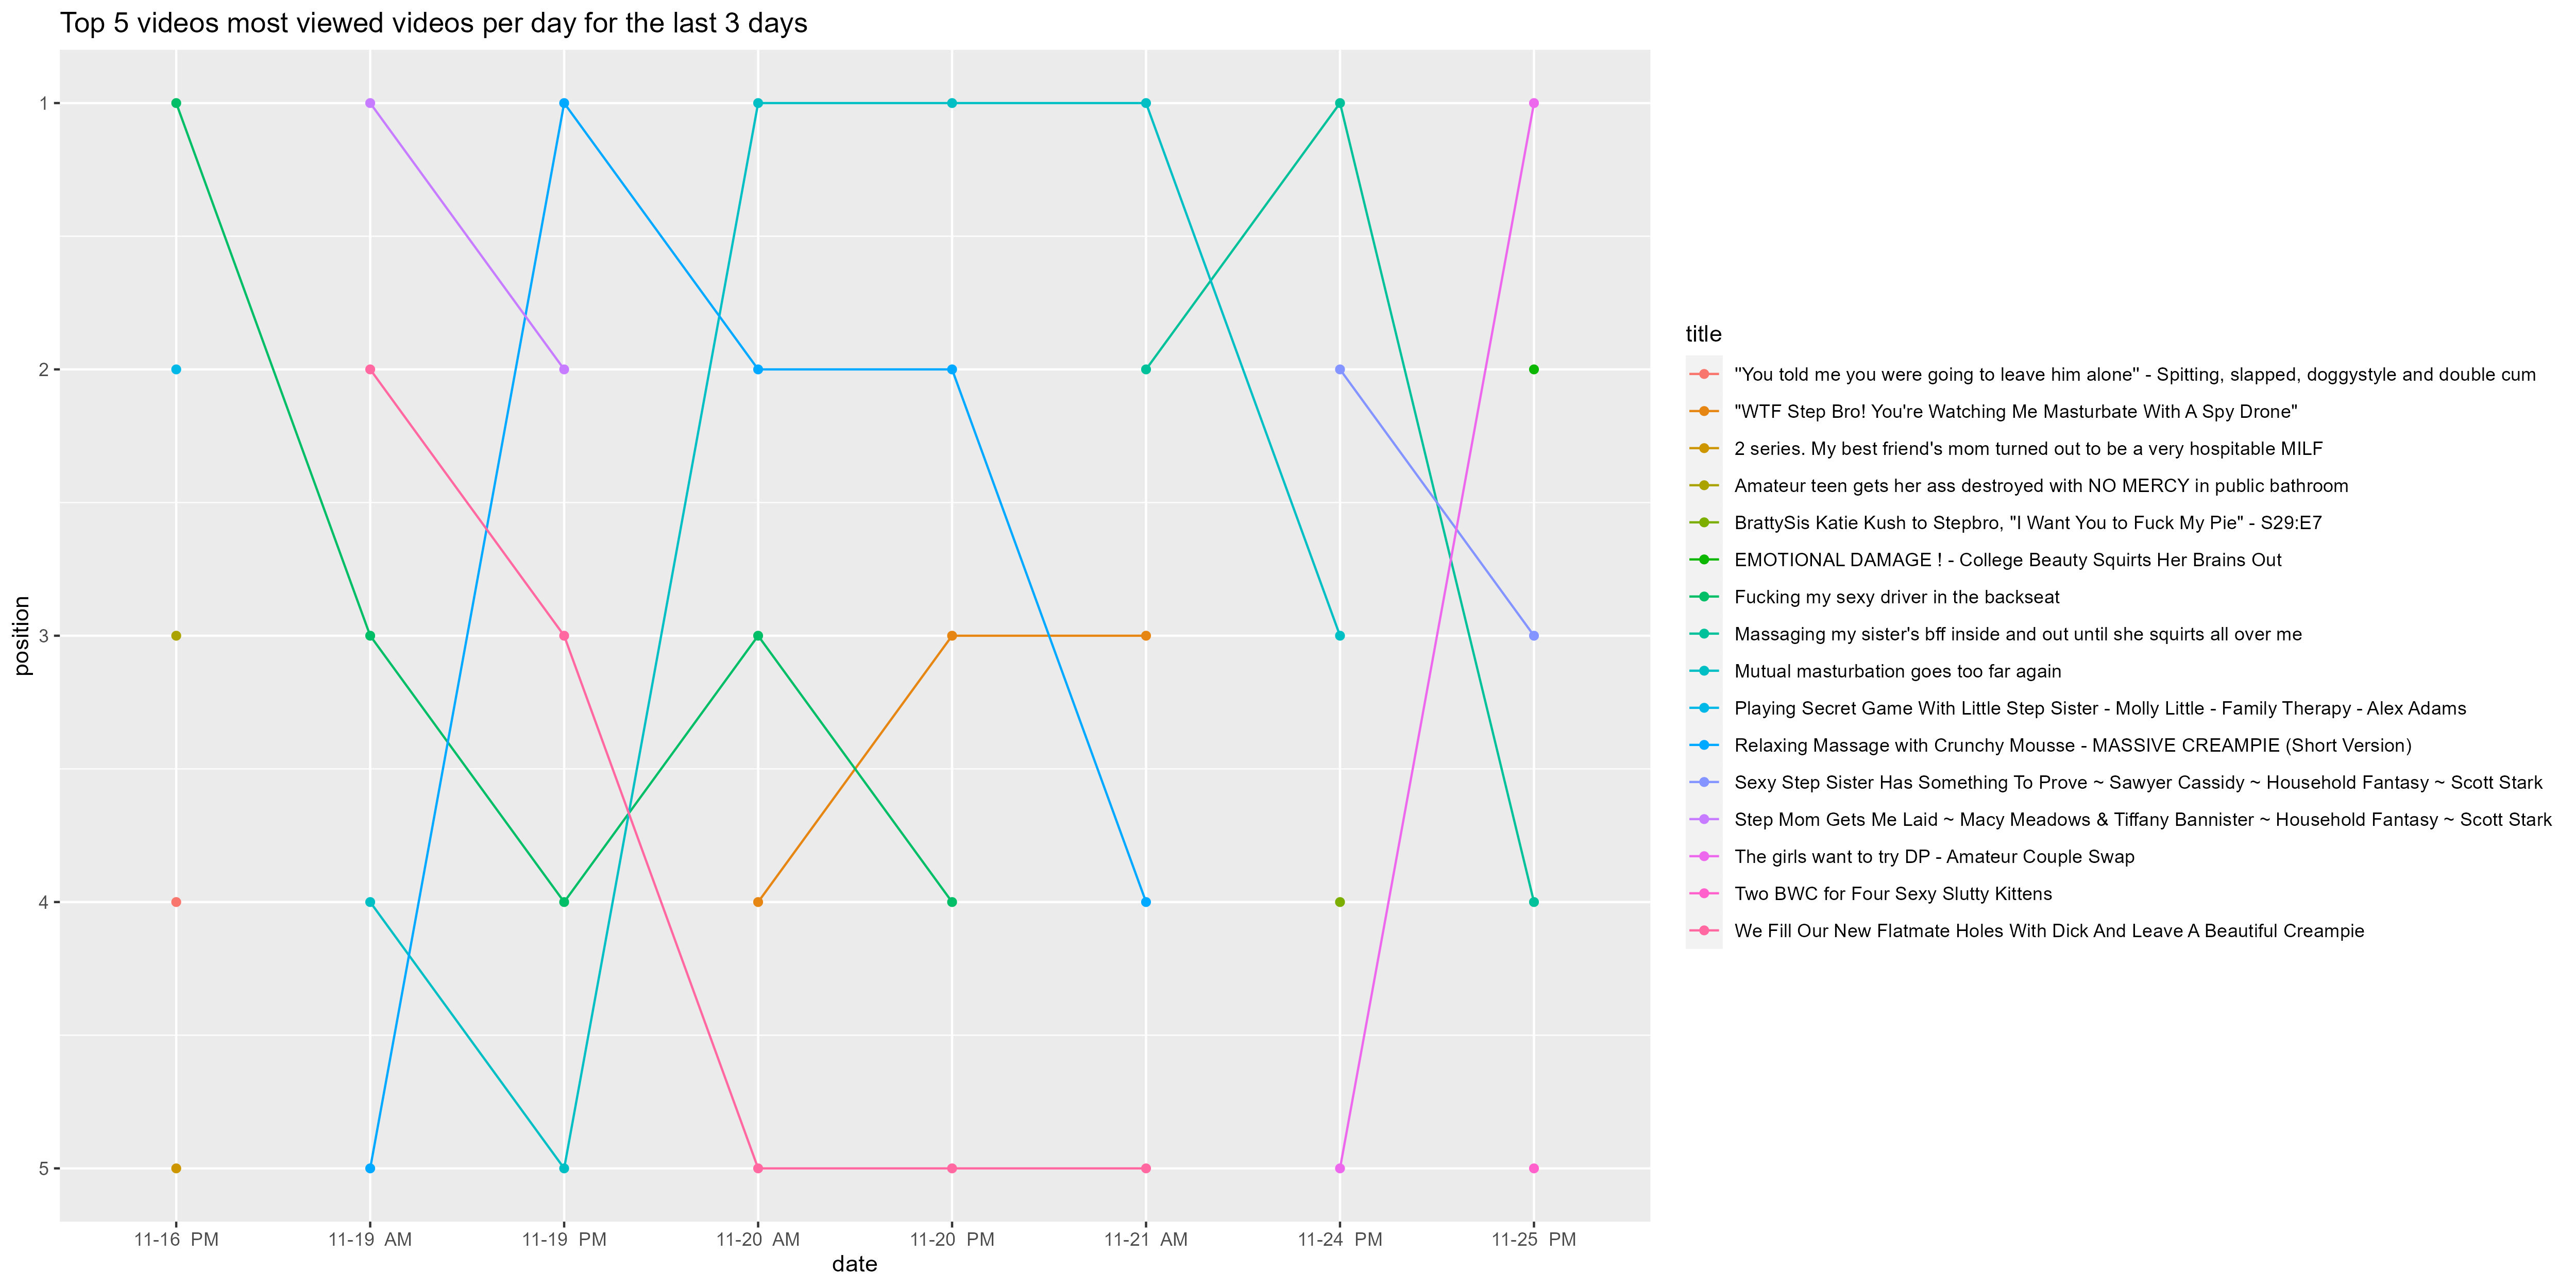 Top 5 videos most viewed videos per day for the last 3 days
position
1
2
3
4
5
11-16 PM
11-19 AM
11-19 PM
11-20 AM
11-20 PM
11-21 AM
11-24 PM
11-25 PM
date
title
"You told me you were going to leave him alone" - Spitting, slapped, doggystyle and double cum
"WTF Step Bro! You're Watching Me Masturbate With A Spy Drone"
2 series. My best friend's mom turned out to be a very hospitable MILF
Amateur teen gets her ass destroyed with NO MERCY in public bathroom
BrattySis Katie Kush to Stepbro, "I Want You to Fuck My Pie" - S29:E7
EMOTIONAL DAMAGE ! - College Beauty Squirts Her Brains Out
Fucking my sexy driver in the backseat
Massaging my sister's bff inside and out until she squirts all over me
Mutual masturbation goes too far again
Playing Secret Game With Little Step Sister - Molly Little - Family Therapy - Alex Adams
Relaxing Massage with Crunchy Mousse - MASSIVE CREAMPIE (Short Version)
Sexy Step Sister Has Something To Prove ~ Sawyer Cassidy ~ Household Fantasy ~ Scott Stark
Step Mom Gets Me Laid ~ Macy Meadows & Tiffany Bannister ~ Household Fantasy ~ Scott Stark
The girls want to try DP - Amateur Couple Swap
Two BWC for Four Sexy Slutty Kittens
We Fill Our New Flatmate Holes With Dick And Leave A Beautiful Creampie